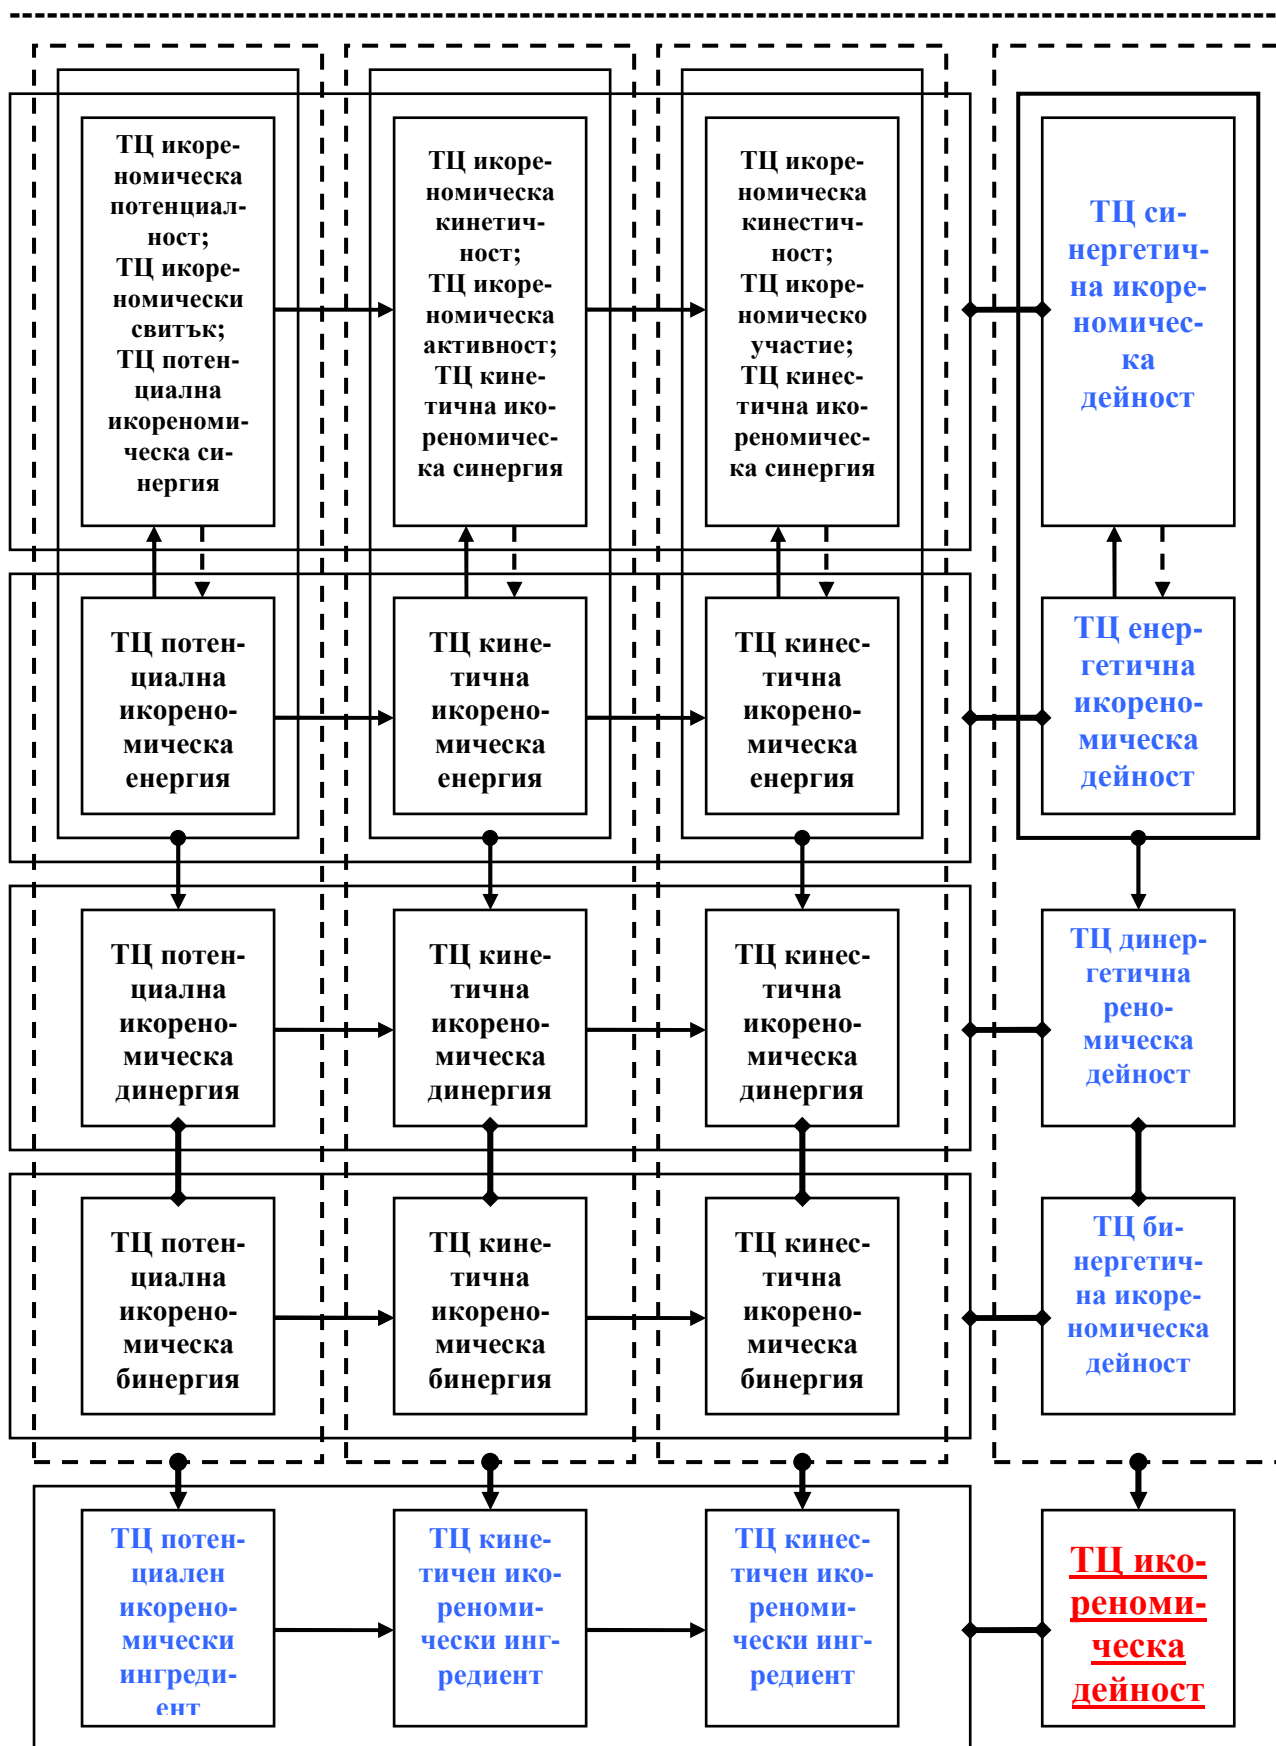 ТЦ икоре-
номическа
потенциал-
ност;
ТЦ икоре-
номически
свитък;
ТЦ потен-
циална
икореноми-
ческа си-
нергия
ТЦ икоре-
номическа
кинетич-
ност;
ТЦ икоре-
номическа
активност;
ТЦ кине-
тична ико-
реномичес-
ка синергия
ТЦ икоре-
номическа
кинестич-
ност;
ТЦ икоре-
номическо
участие;
ТЦ кинес-
тична ико-
реномичес-
ка синергия
ТЦ си-
нергетич-
на икоре-
номичес-
ка
дейност
ТЦ потен-
циална
икорено-
мическа
енергия
ТЦ кине-
тична
икорено-
мическа
енергия
ТЦ кинес-
тична
икорено-
мическа
енергия
ТЦ енер-
гетична
икорено-
мическа
дейност
ТЦ потен-
циална
икорено-
мическа
динергия
ТЦ кине-
тична
икорено-
мическа
динергия
ТЦ кинес-
тична
икорено-
мическа
динергия
ТЦ динер-
гетична
рено-
мическа
дейност
ТЦ потен-
циална
икорено-
мическа
бинергия
ТЦ кине-
тична
икорено-
мическа
бинергия
ТЦ кинес-
тична
икорено-
мическа
бинергия
ТЦ би-
нергетич-
на икоре-
номическа
дейност
ТЦ потен-
циален
икорено-
мически
ингреди-
ент
ТЦ кине-
тичен ико-
реноми-
чески инг-
редиент
ТЦ кинес-
тичен ико-
реноми-
чески инг-
редиент
ТЦ ико-
реноми-
ческа
дейност